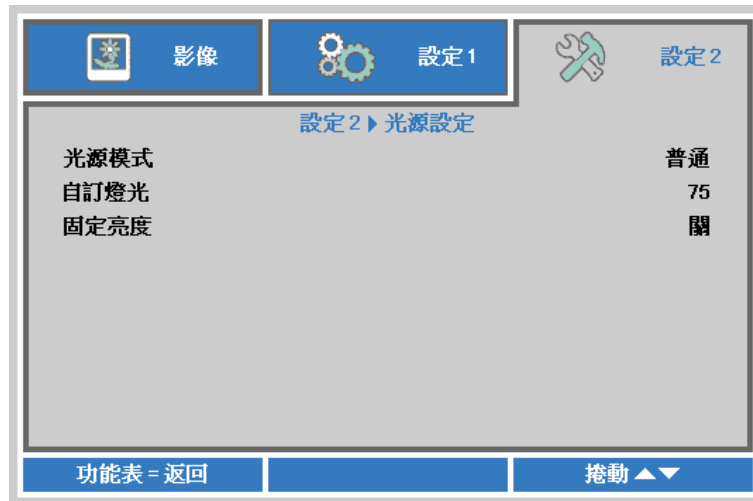 影像 設定1 設定2
設定2▶光源設定
光源模式 普通
自訂燈光 75
固定亮度 關
功能表=返回 捲動▲▼